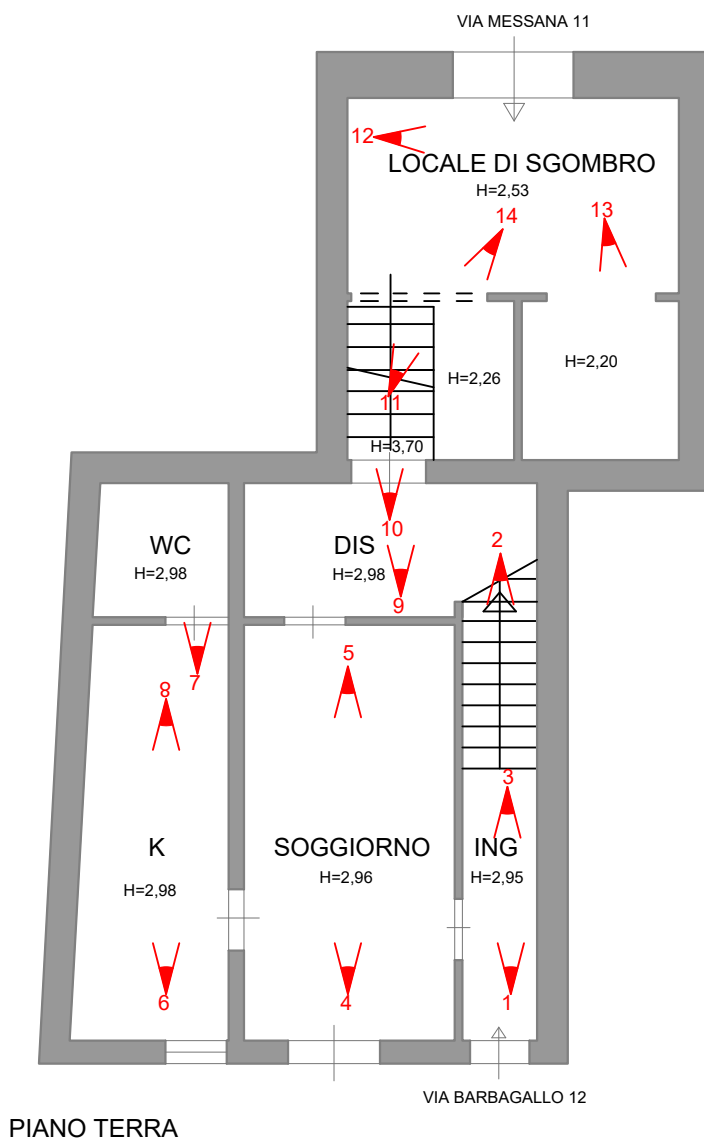 VIA MESSANA 11
12
LOCALE DI SGOMBRO
H=2,53
14
13
H=2,20
H=2,26
11
H=3,70
10
2
WC
DIS
H=2,98
H=2,98
9
5
7
8
3
K
SOGGIORNO
ING
H=2,98
H=2,96
H=2,95
6
4
1
VIA BARBAGALLO 12
PIANO TERRA